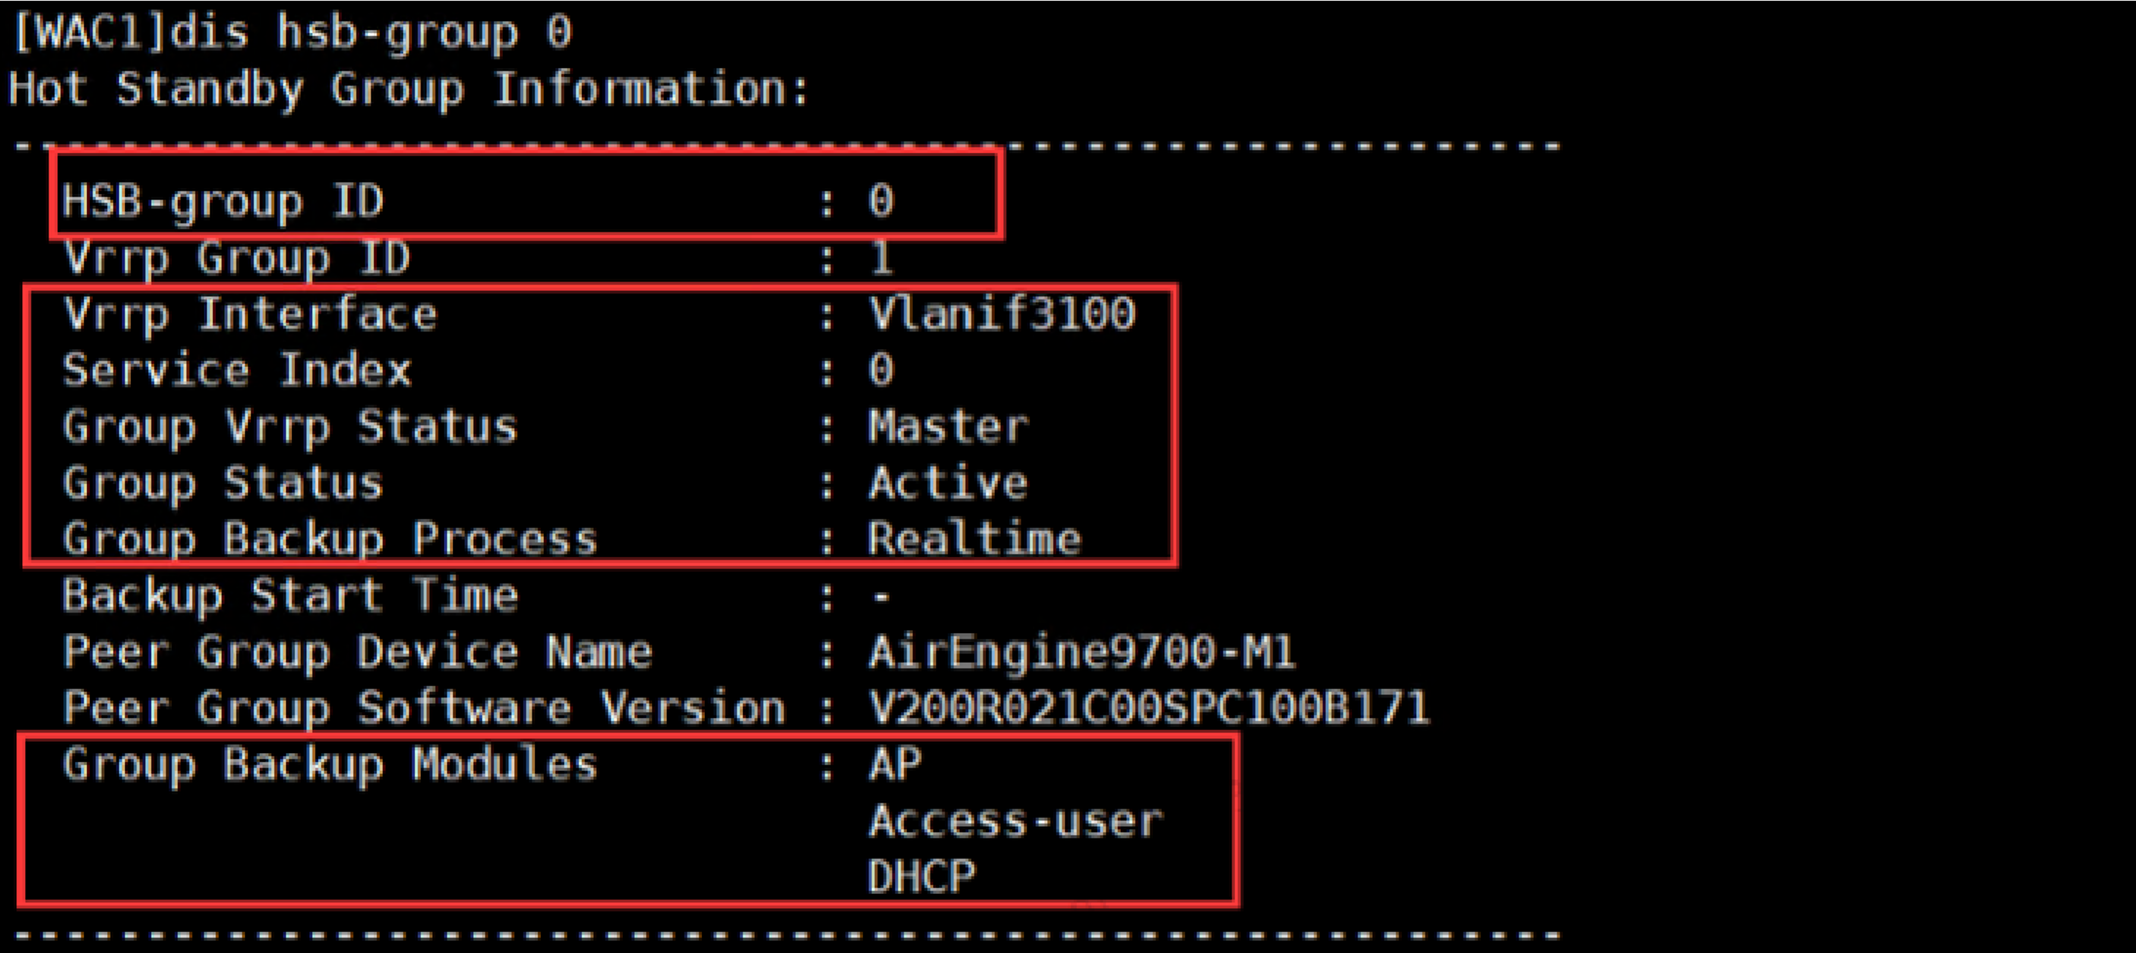 [WAC1]dis hsb-group 0
Hot Standby Group Information:
----------------------------------------------------------
HSB-group ID : 0
Vrrp Group ID : 1
Vrrp Interface : Vlanif3100
Service Index : 0
Group Vrrp Status : Master
Group Status : Active
Group Backup Process : Realtime
Backup Start Time : -
Peer Group Device Name : AirEngine9700-M1
Peer Group Software Version : V200R021C00SPC100B171
Group Backup Modules : AP
Access-user
DHCP
----------------------------------------------------------